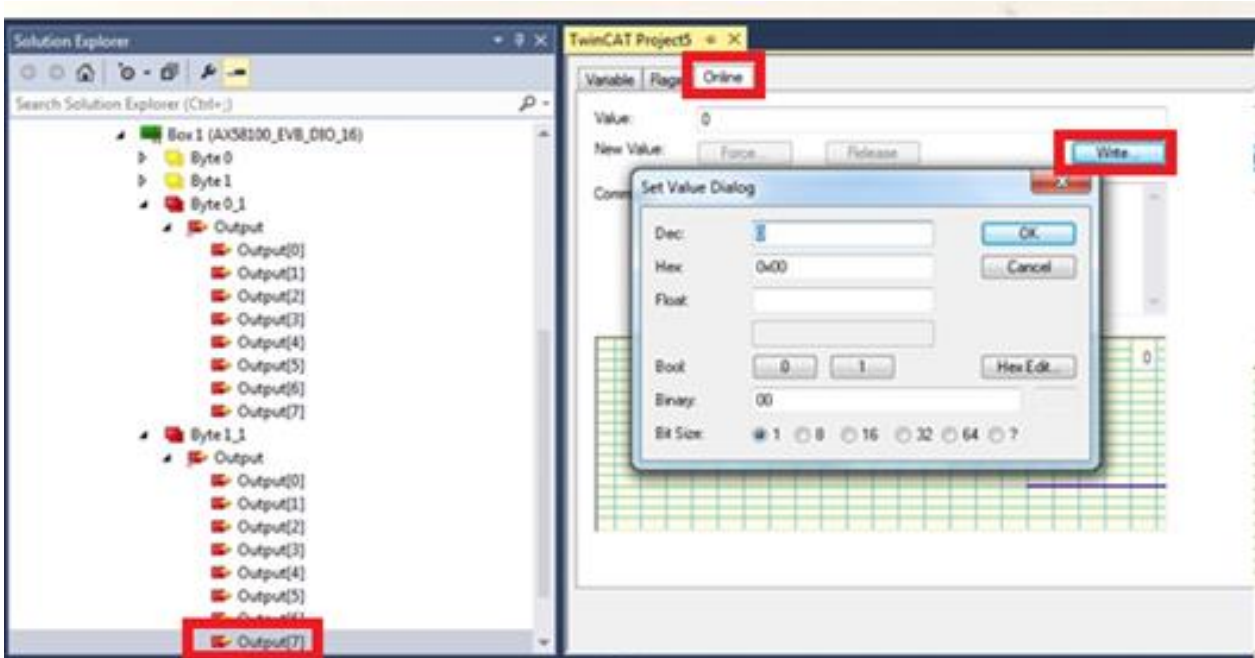 Solution Explorer
Search Solution Explorer (Ctrl+;)
Box 1 (AX58100_EVB_DIO_16)
Byte 0
Byte 1
Byte 0_1
Output
Output[0]
Output[1]
Output[2]
Output[3]
Output[4]
Output[5]
Output[6]
Output[7]
Byte 1_1
Output
Output[0]
Output[1]
Output[2]
Output[3]
Output[4]
Output[5]
Output[7]
TwinCAT Project5
Variable Flags Online
Value: 0
New Value: Force... Release Write...
Comm
Set Value Dialog
Dec: 0 OK
Hex: 0x00 Cancel
Float:
Bool: 0 1 Hex Edit...
Binary: 00
Bit Size: 1 8 16 32 64 ?
0